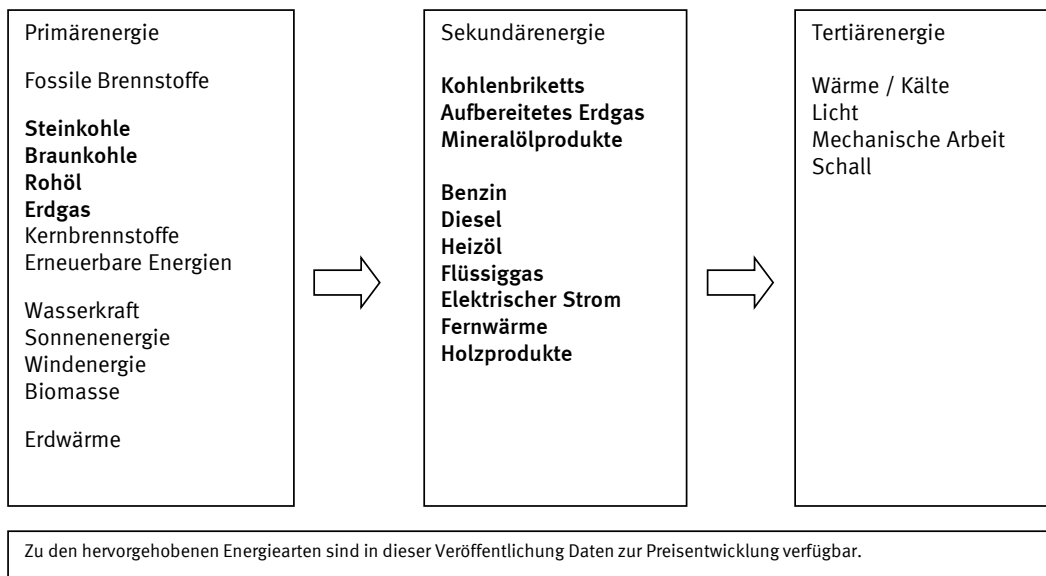 Primärenergie
Fossile Brennstoffe
Steinkohle
Braunkohle
Rohöl
Erdgas
Kernbrennstoffe
Erneuerbare Energien
Wasserkraft
Sonnenenergie
Windenergie
Biomasse
Erdwärme
Sekundärenergie
Kohlenbriketts
Aufbereitetes Erdgas
Mineralölprodukte
Benzin
Diesel
Heizöl
Flüssiggas
Elektrischer Strom
Fernwärme
Holzprodukte
Tertiärenergie
Wärme / Kälte
Licht
Mechanische Arbeit
Schall
Zu den hervorgehobenen Energiearten sind in dieser Veröffentlichung Daten zur Preisentwicklung verfügbar.